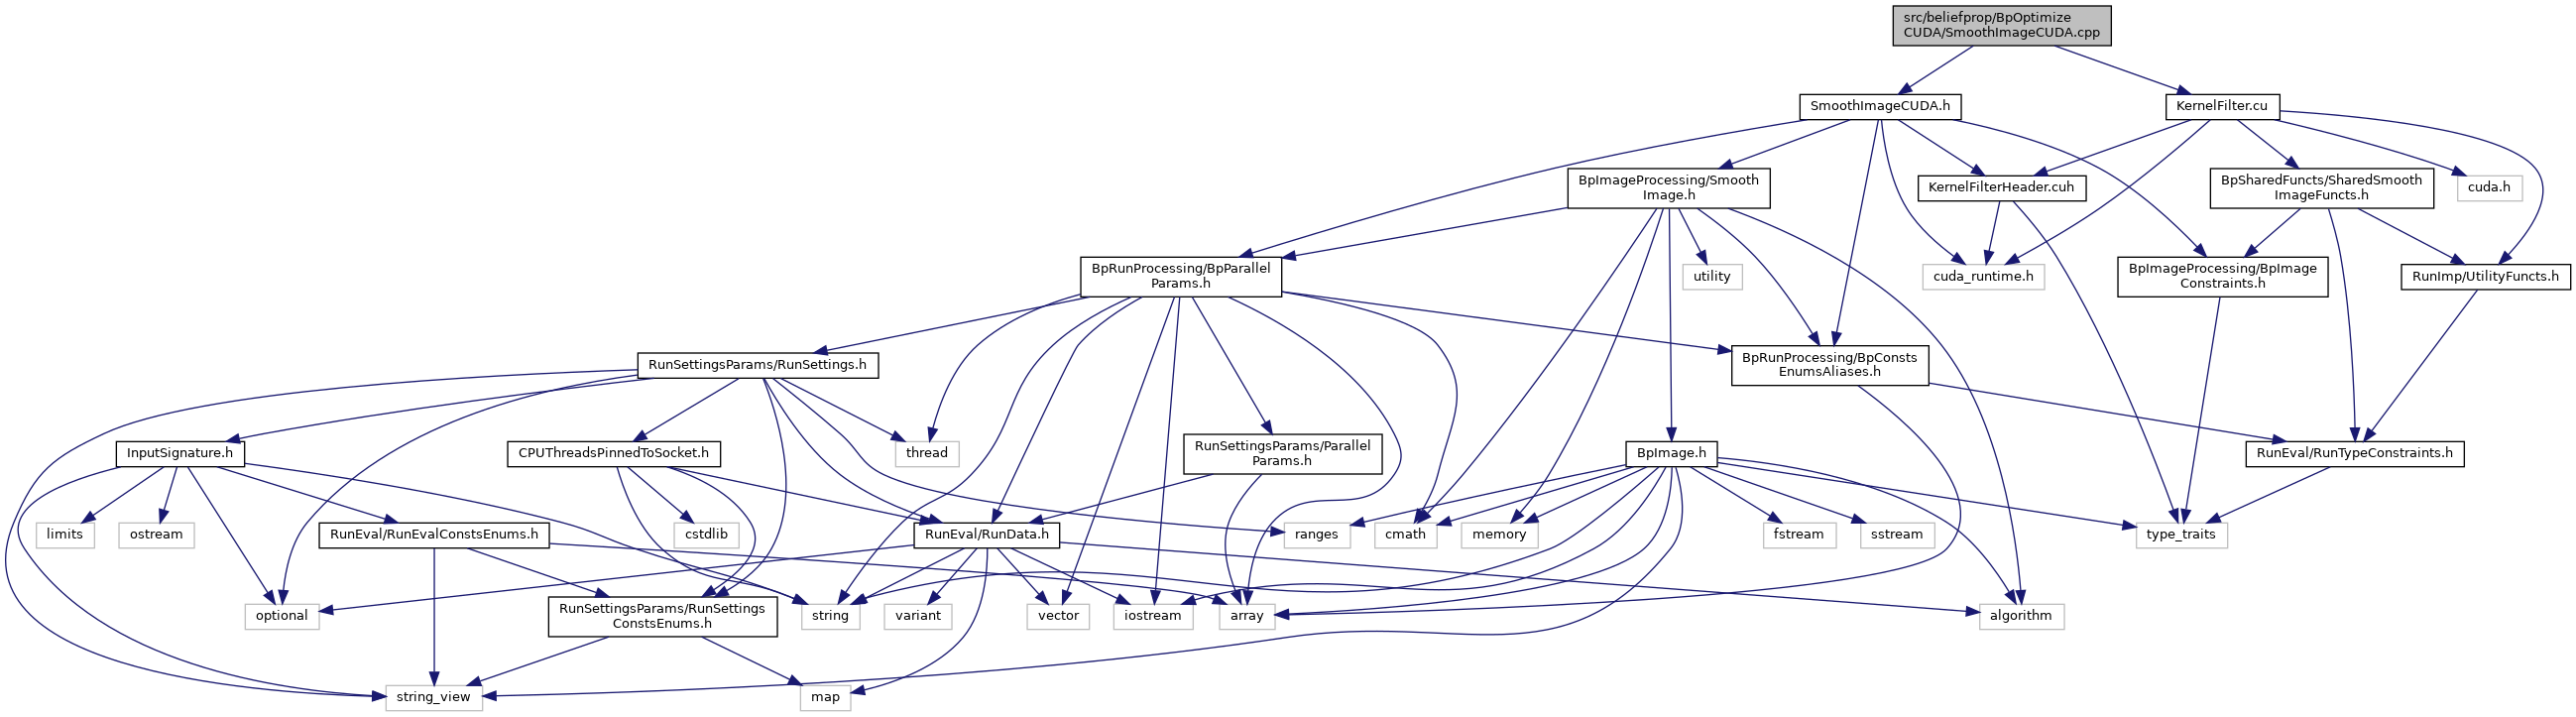 src/beliefprop/BpOptimize
CUDA/SmoothImageCUDA.cpp
SmoothImageCUDA.h
KernelFilter.cu
BpImageProcessing/Smooth
Image.h
KernelFilterHeader.cuh
BpSharedFuncts/SharedSmooth
ImageFuncts.h
cuda.h
BpRunProcessing/BpParallel
Params.h
utility
cuda_runtime.h
BpImageProcessing/BpImage
Constraints.h
RunImp/UtilityFuncts.h
RunSettingsParams/RunSettings.h
BpRunProcessing/BpConsts
EnumsAliases.h
InputSignature.h
CPUThreadsPinnedToSocket.h
thread
RunSettingsParams/Parallel
Params.h
BpImage.h
RunEval/RunTypeConstraints.h
limits
ostream
RunEval/RunEvalConstsEnums.h
cstdlib
RunEval/RunData.h
ranges
cmath
memory
fstream
sstream
type_traits
optional
RunSettingsParams/RunSettings
ConstsEnums.h
string
variant
vector
iostream
array
algorithm
string_view
map